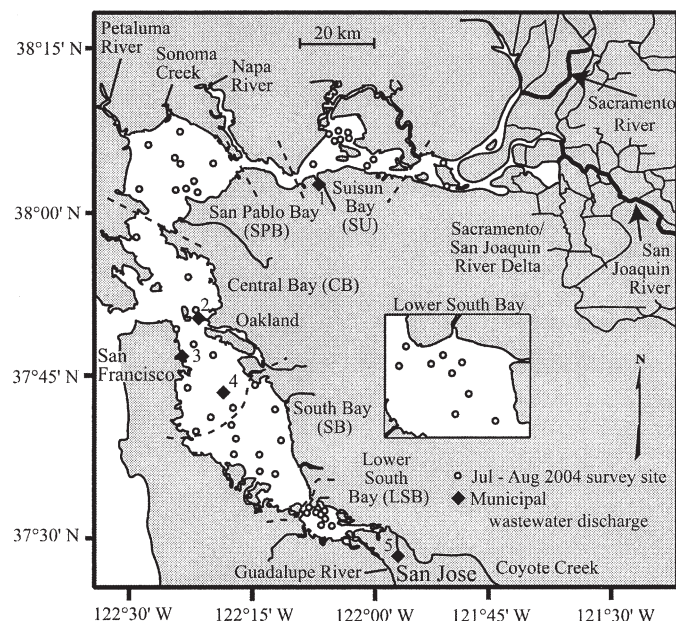 Petaluma
River
Sonoma
Creek
Napa
River
20 km
Sacramento
River
1
Suisun
Bay
(SU)
San Pablo Bay
(SPB)
Sacramento/
San Joaquin
River Delta
San
Joaquin
River
Central Bay (CB)
2
Oakland
Lower South Bay
San
Francisco
3
4
N
South Bay
(SB)
Lower
South
Bay (LSB)
Jul - Aug 2004 survey site
Municipal
wastewater discharge
5
Guadalupe River
San Jose
Coyote Creek
38°15' N
38°00' N
37°45' N
37°30' N
122°30' W
122°15' W
122°00' W
121°45' W
121°30' W